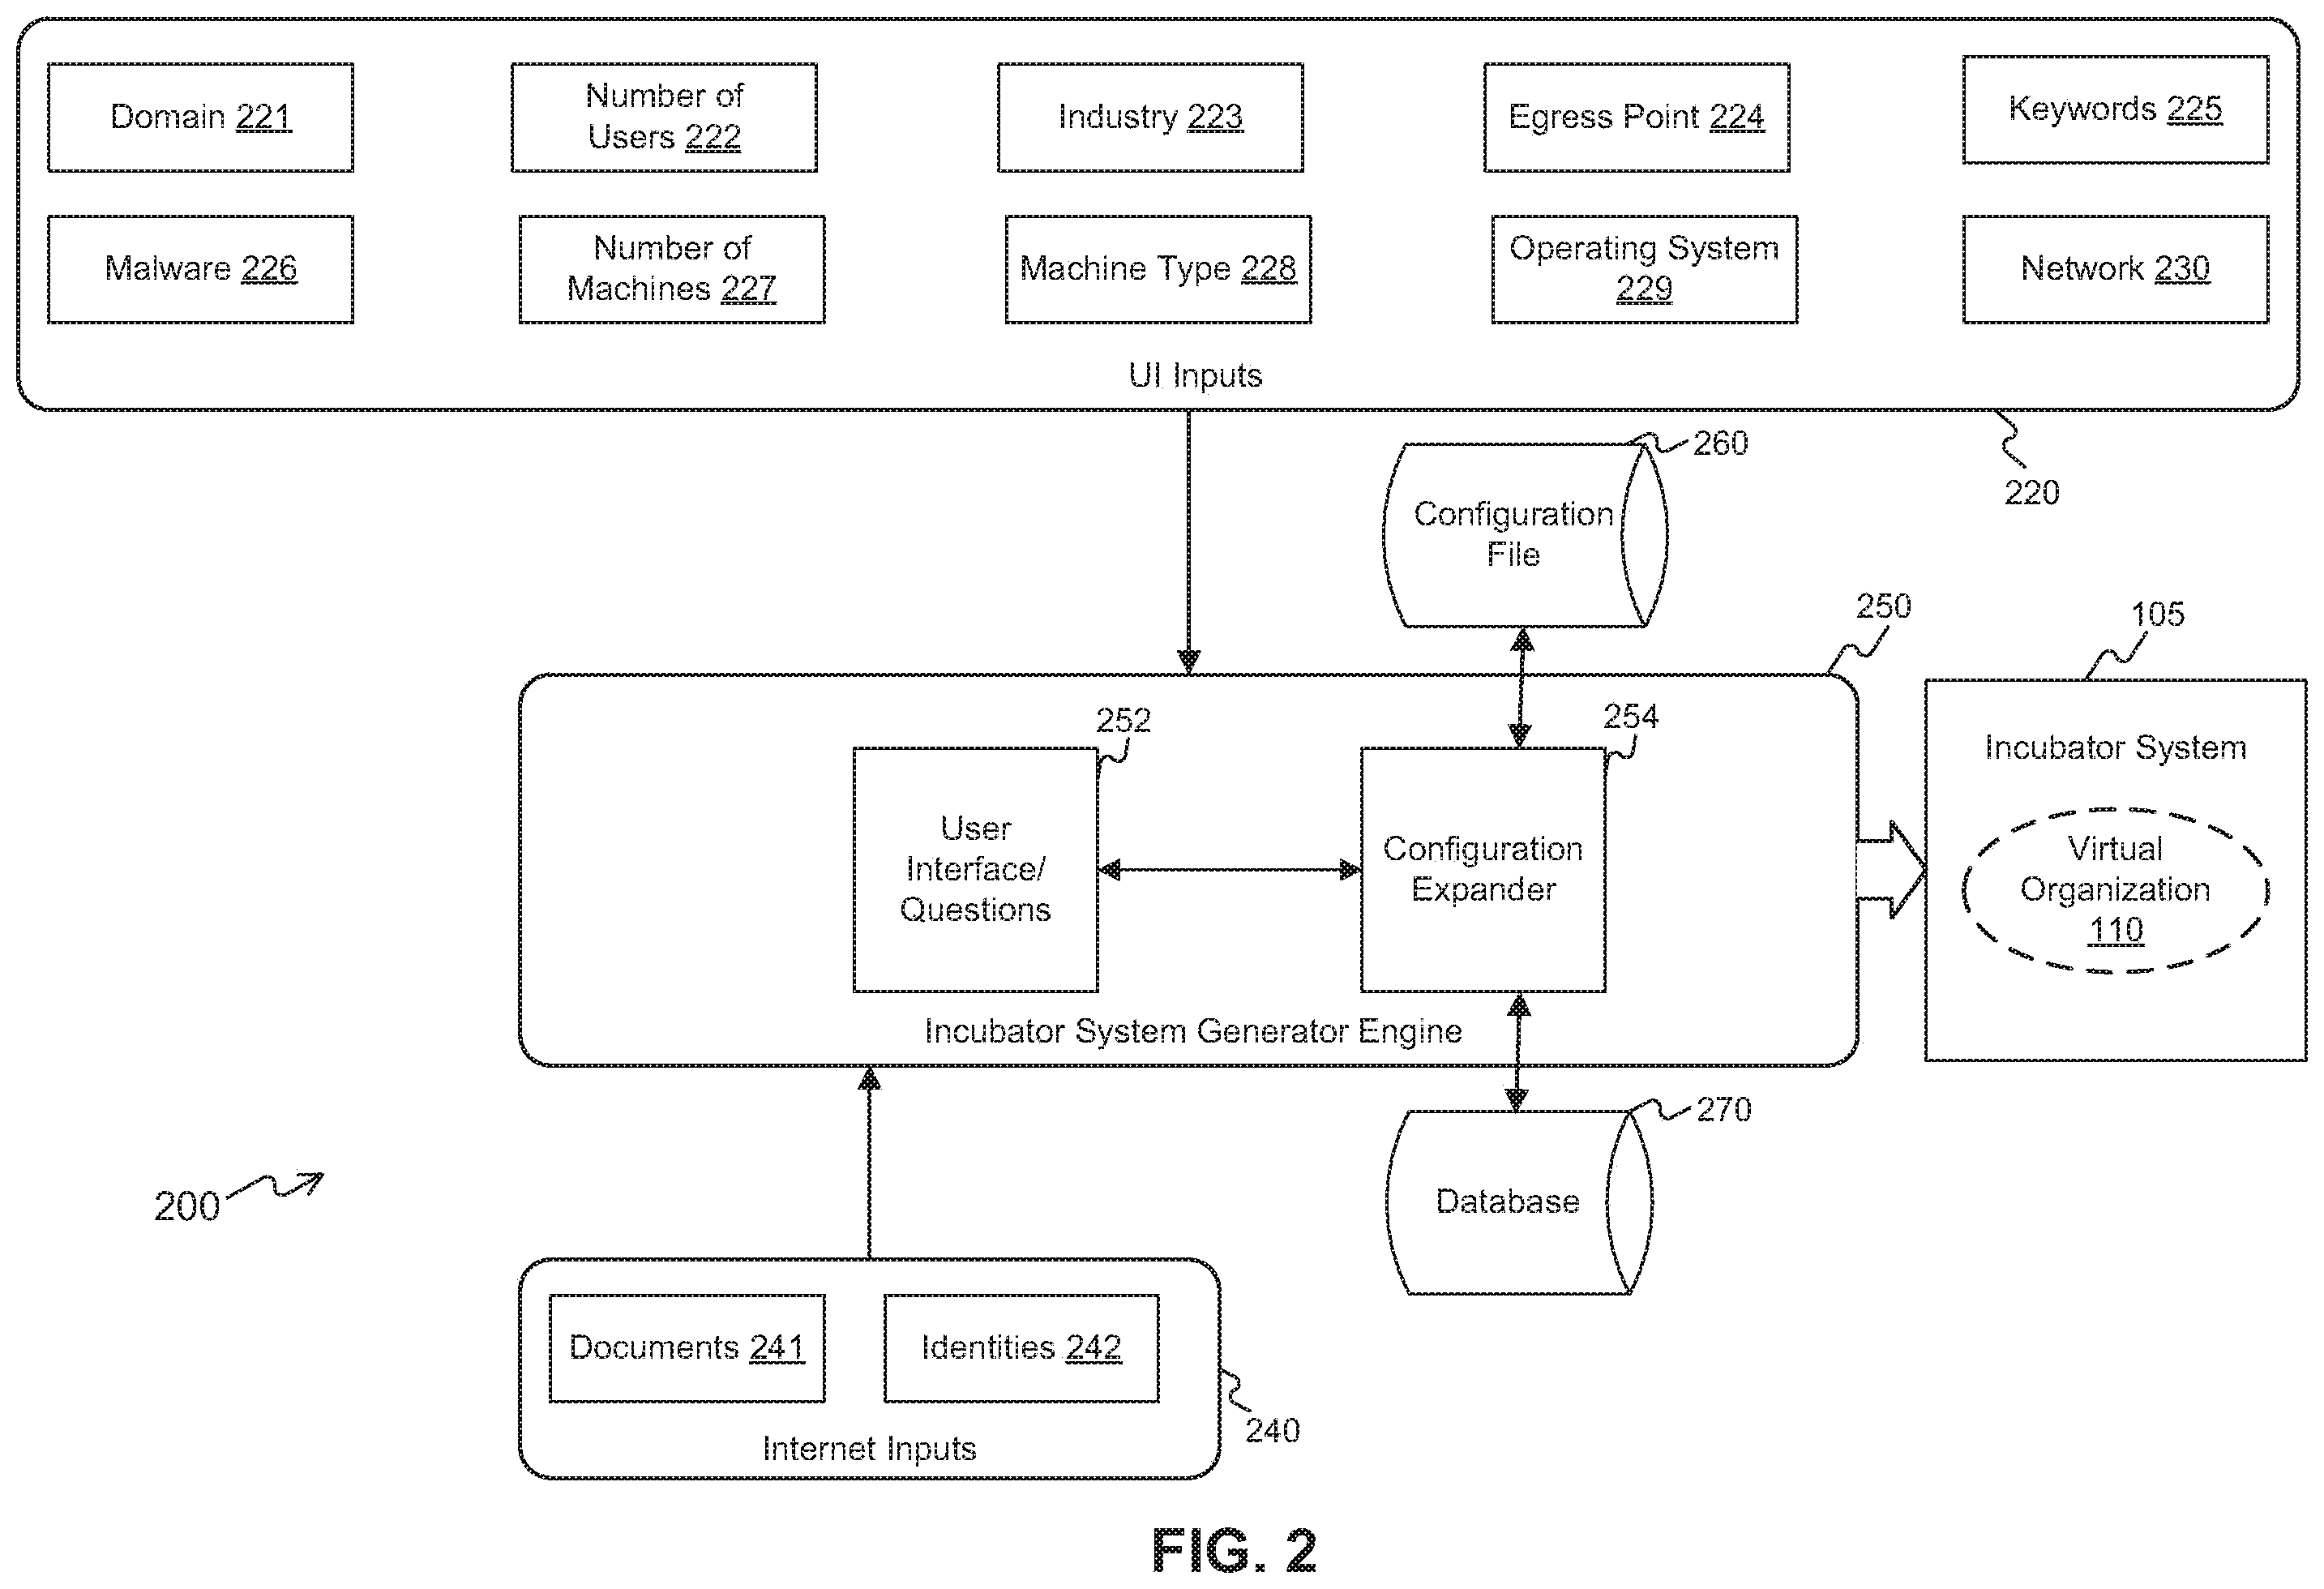 Domain 221
Number of
Users 222
Industry 223
Egress Point 224
Keywords 225
Malware 226
Number of
Machines 227
Machine Type 228
Operating System
229
Network 230
UI Inputs
220
260
Configuration
File
250
105
252
254
User
Interface/
Questions
Configuration
Expander
Incubator System Generator Engine
Incubator System
Virtual
Organization
110
270
Database
200
Documents 241
Identities 242
Internet Inputs
240
FIG. 2